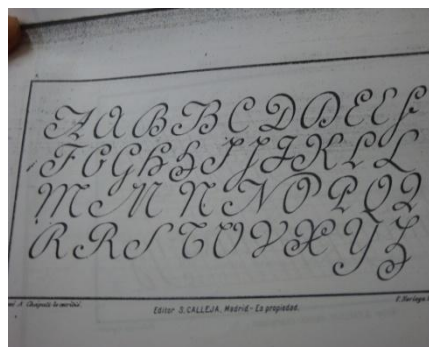 A A B B C D D E E F
F G G H H I J J K L L
M M N N O P Q Q
R R S T U V X Y Z
Editor S. CALLEJA. Madrid.- Es propiedad.